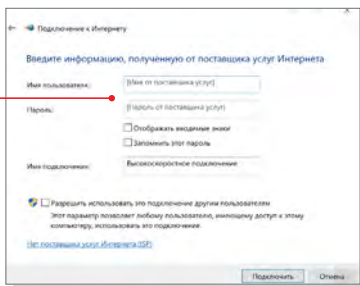 Подключение к Интернету
Введите информацию, полученную от поставщика услуг Интернета
Имя пользователя: [Имя от поставщика услуг]
Пароль: [Пароль от поставщика услуг]
Отображать вводимые знаки
Запомнить этот пароль
Имя подключения: Высокоскоростное подключение
Разрешить использовать это подключение другим пользователям
Этот параметр позволяет любому пользователю, имеющему доступ к этому
компьютеру, использовать это подключение
Нет поставщика услуг Интернета (ISP)
Подключить Отмена